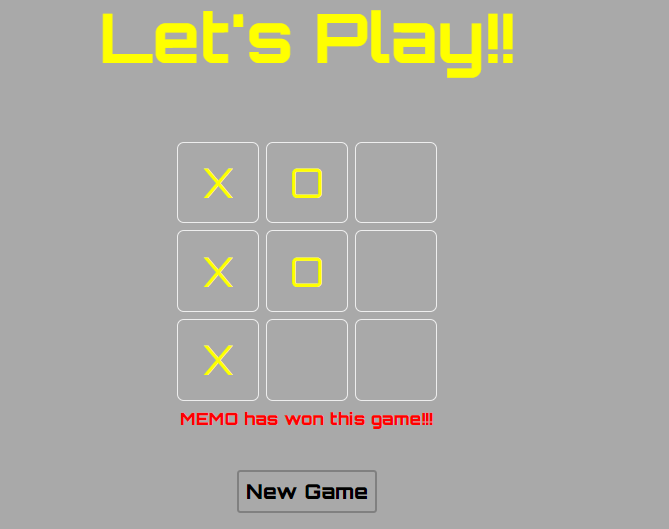 Let's Play!!
X O
X O
X
MEMO has won this game!!!
New Game